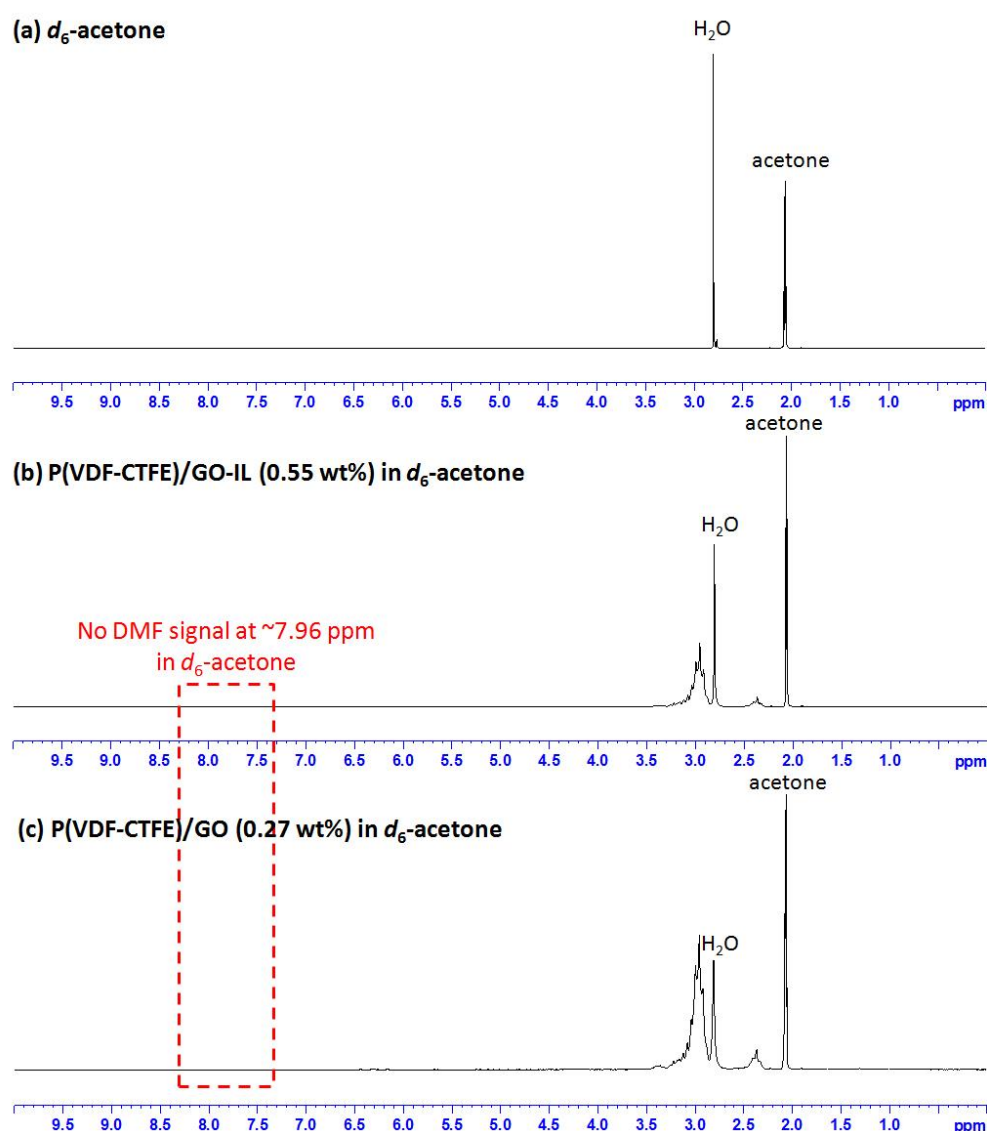 (a) d₆-acetone
H₂O
acetone
9.5 9.0 8.5 8.0 7.5 7.0 6.5 6.0 5.5 5.0 4.5 4.0 3.5 3.0 2.5 2.0 1.5 1.0 ppm
acetone
(b) P(VDF-CTFE)/GO-IL (0.55 wt%) in d₆-acetone
H₂O
No DMF signal at ~7.96 ppm
in d₆-acetone
9.5 9.0 8.5 8.0 7.5 7.0 6.5 6.0 5.5 5.0 4.5 4.0 3.5 3.0 2.5 2.0 1.5 1.0 ppm
acetone
(c) P(VDF-CTFE)/GO (0.27 wt%) in d₆-acetone
H₂O
9.5 9.0 8.5 8.0 7.5 7.0 6.5 6.0 5.5 5.0 4.5 4.0 3.5 3.0 2.5 2.0 1.5 1.0 ppm